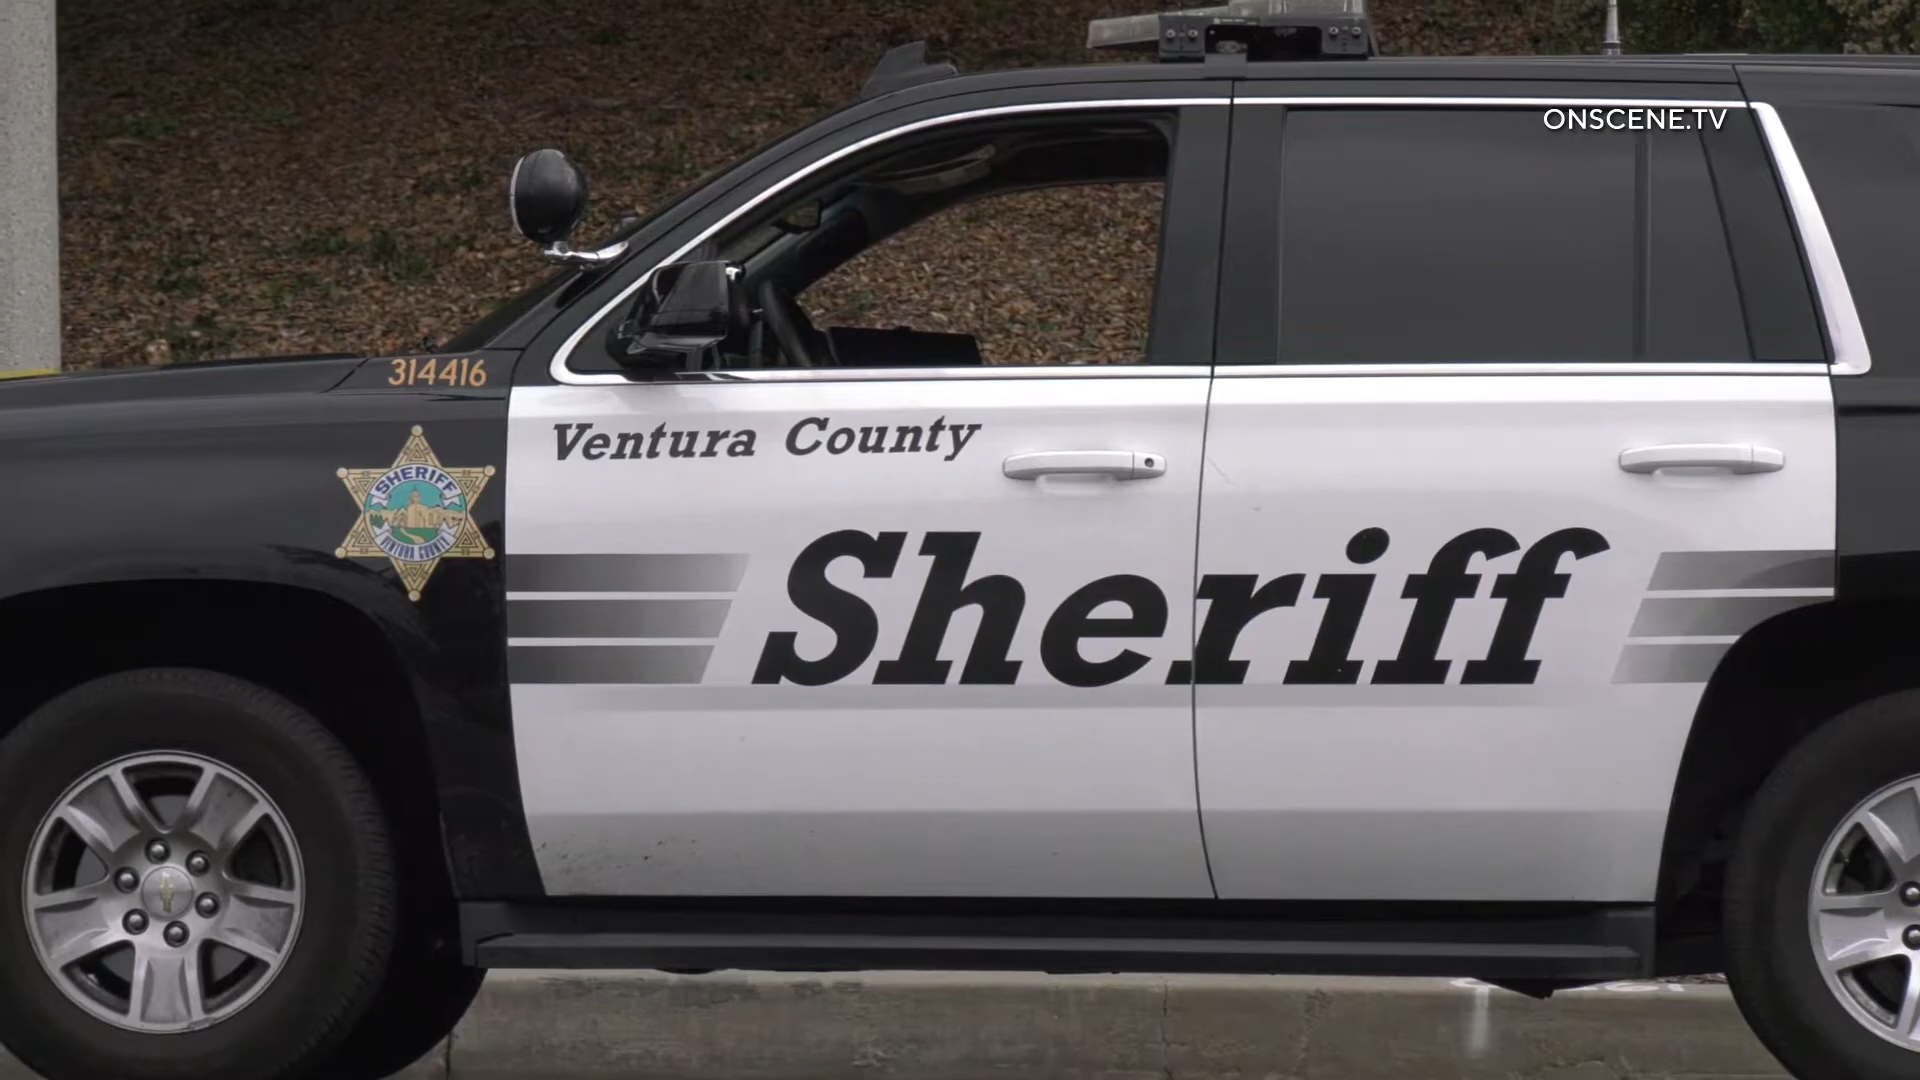 ONSCENE.TV
314416
Ventura County
SHERIFF
VENTURA COUNTY
Sheriff